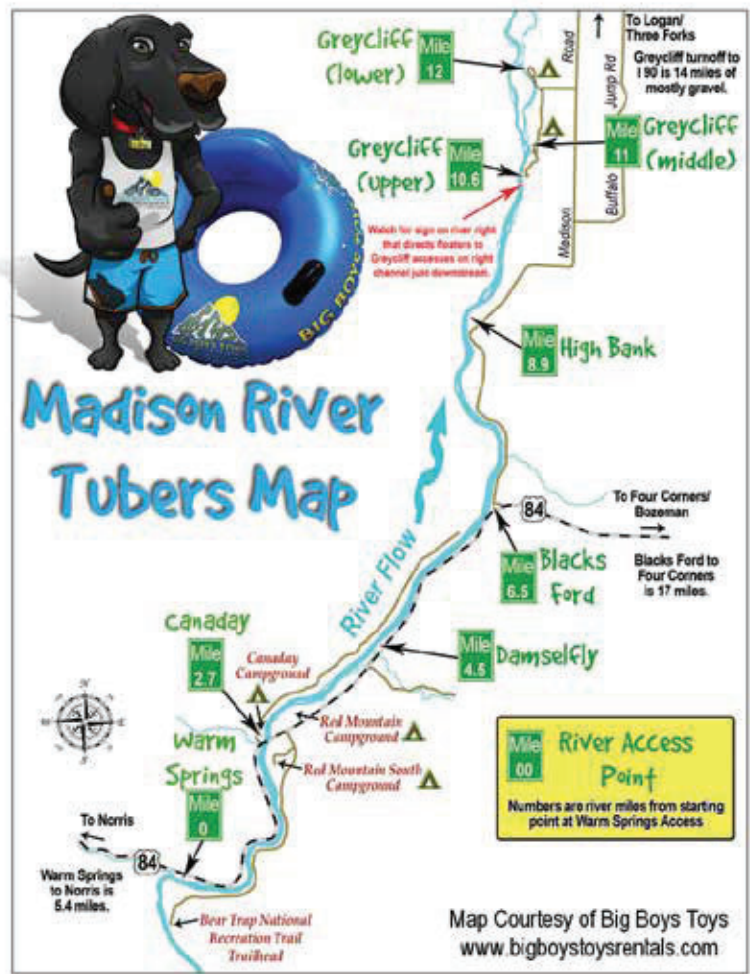 To Logan/
Three Forks
Greycliff turnoff to
I 90 is 14 miles of
mostly gravel.
Greycliff
(lower)
Mile
12
Road
Jump Rd
Greycliff
(upper)
Mile
10.6
Mile
11
Greycliff
(middle)
Madison
Buffalo
Watch for sign on river right
that directs floaters to
Greycliff accesses on right
channel just downstream.
BIG BOYS
Mile
8.9
High Bank
Madison River
Tubers Map
River Flow
84
To Four Corners/
Bozeman
Blacks Ford to
Four Corners
is 17 miles.
Mile
6.5
Blacks
Ford
Canaday
Mile
2.7
Canaday
Campground
Mile
4.5
Damselfly
Red Mountain
Campground
Warm
Springs
Mile
0
Red Mountain South
Campground
Mile
00
River Access
Point
Numbers are river miles from starting
point at Warm Springs Access
To Norris
84
Warm Springs
to Norris is
5.4 miles.
Bear Trap National
Recreation Trail
Trailhead
Map Courtesy of Big Boys Toys
www.bigboystoysrentals.com